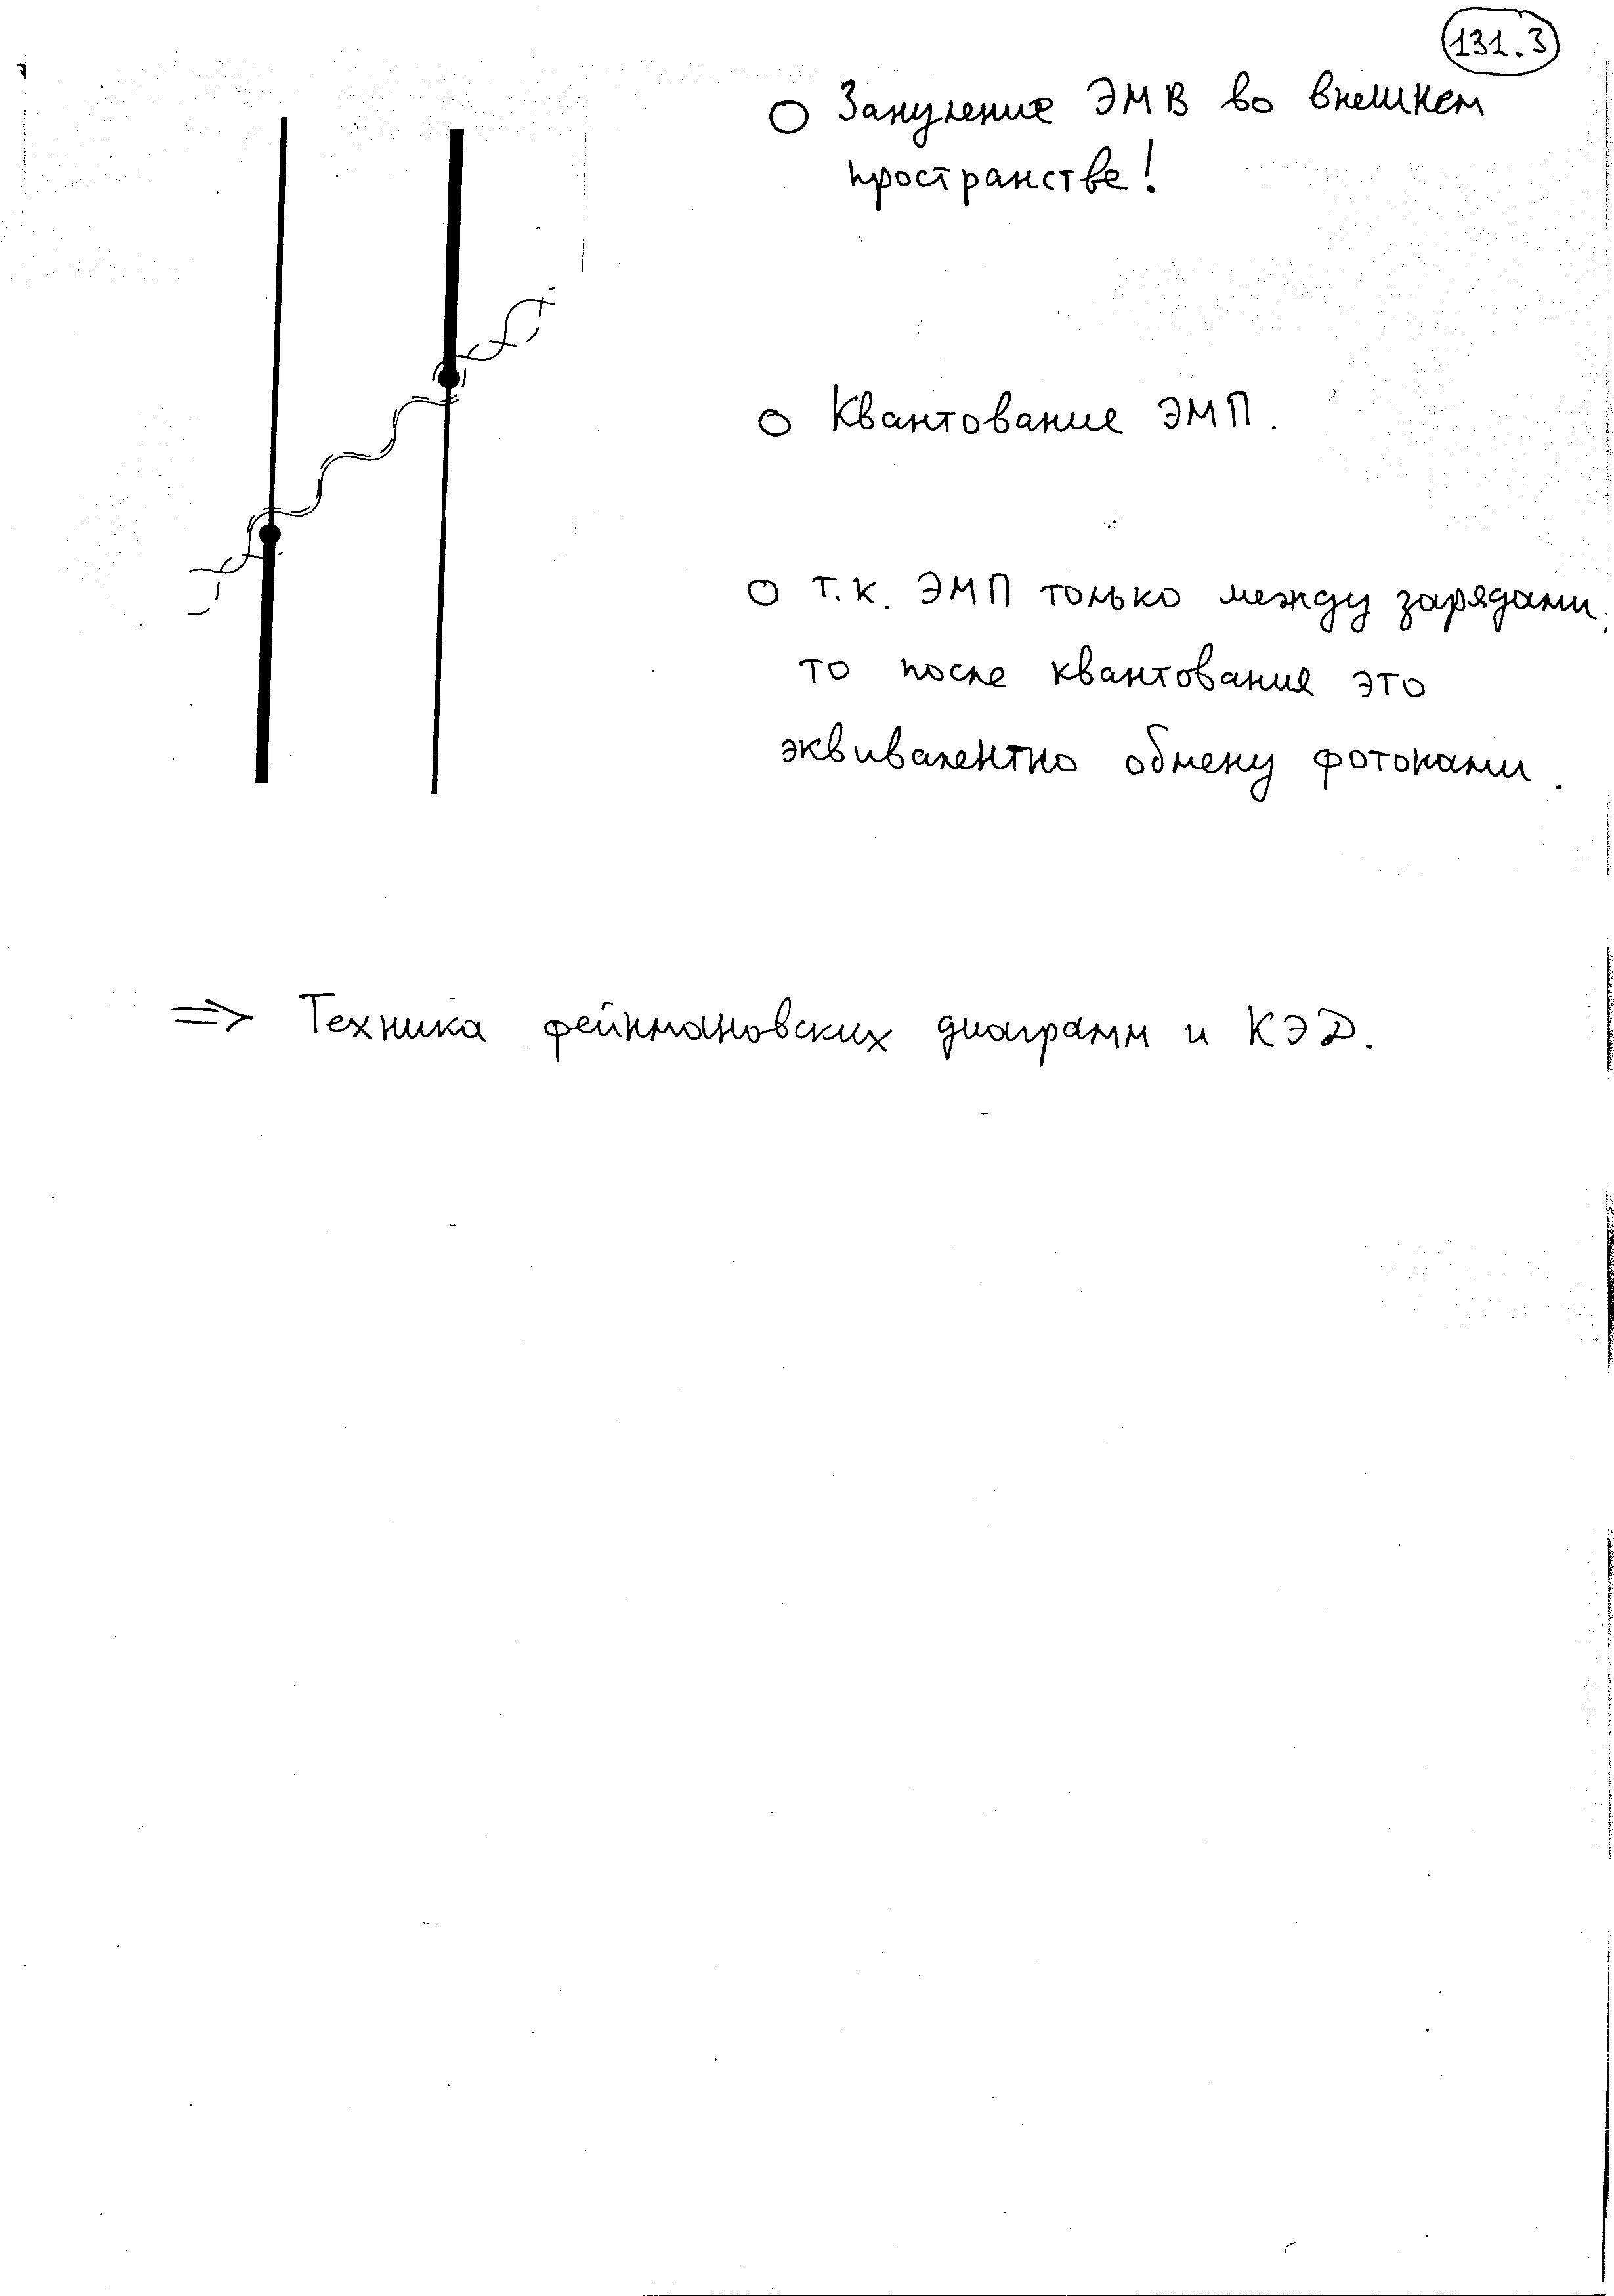 131.3
Зануление ЭМВ во внешнем
пространстве!
Квантование ЭМП.
т.к. ЭМП только между зарядами,
то после квантования это
эквивалентно обмену фотонами.
=> Техника фейнмановских диаграмм и КЭД.